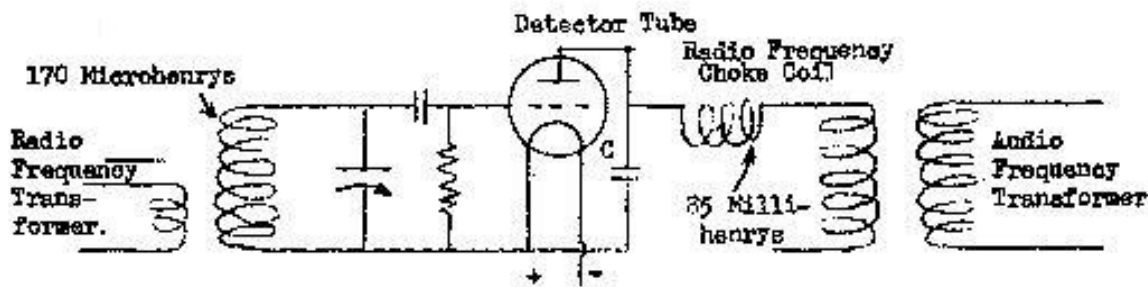 Detector Tube
170 Microhenrys
Radio Frequency
Choke Coil
Radio
Frequency
Trans-
former.
C
85 Milli-
henrys
Audio
Frequency
Transformer
+ -